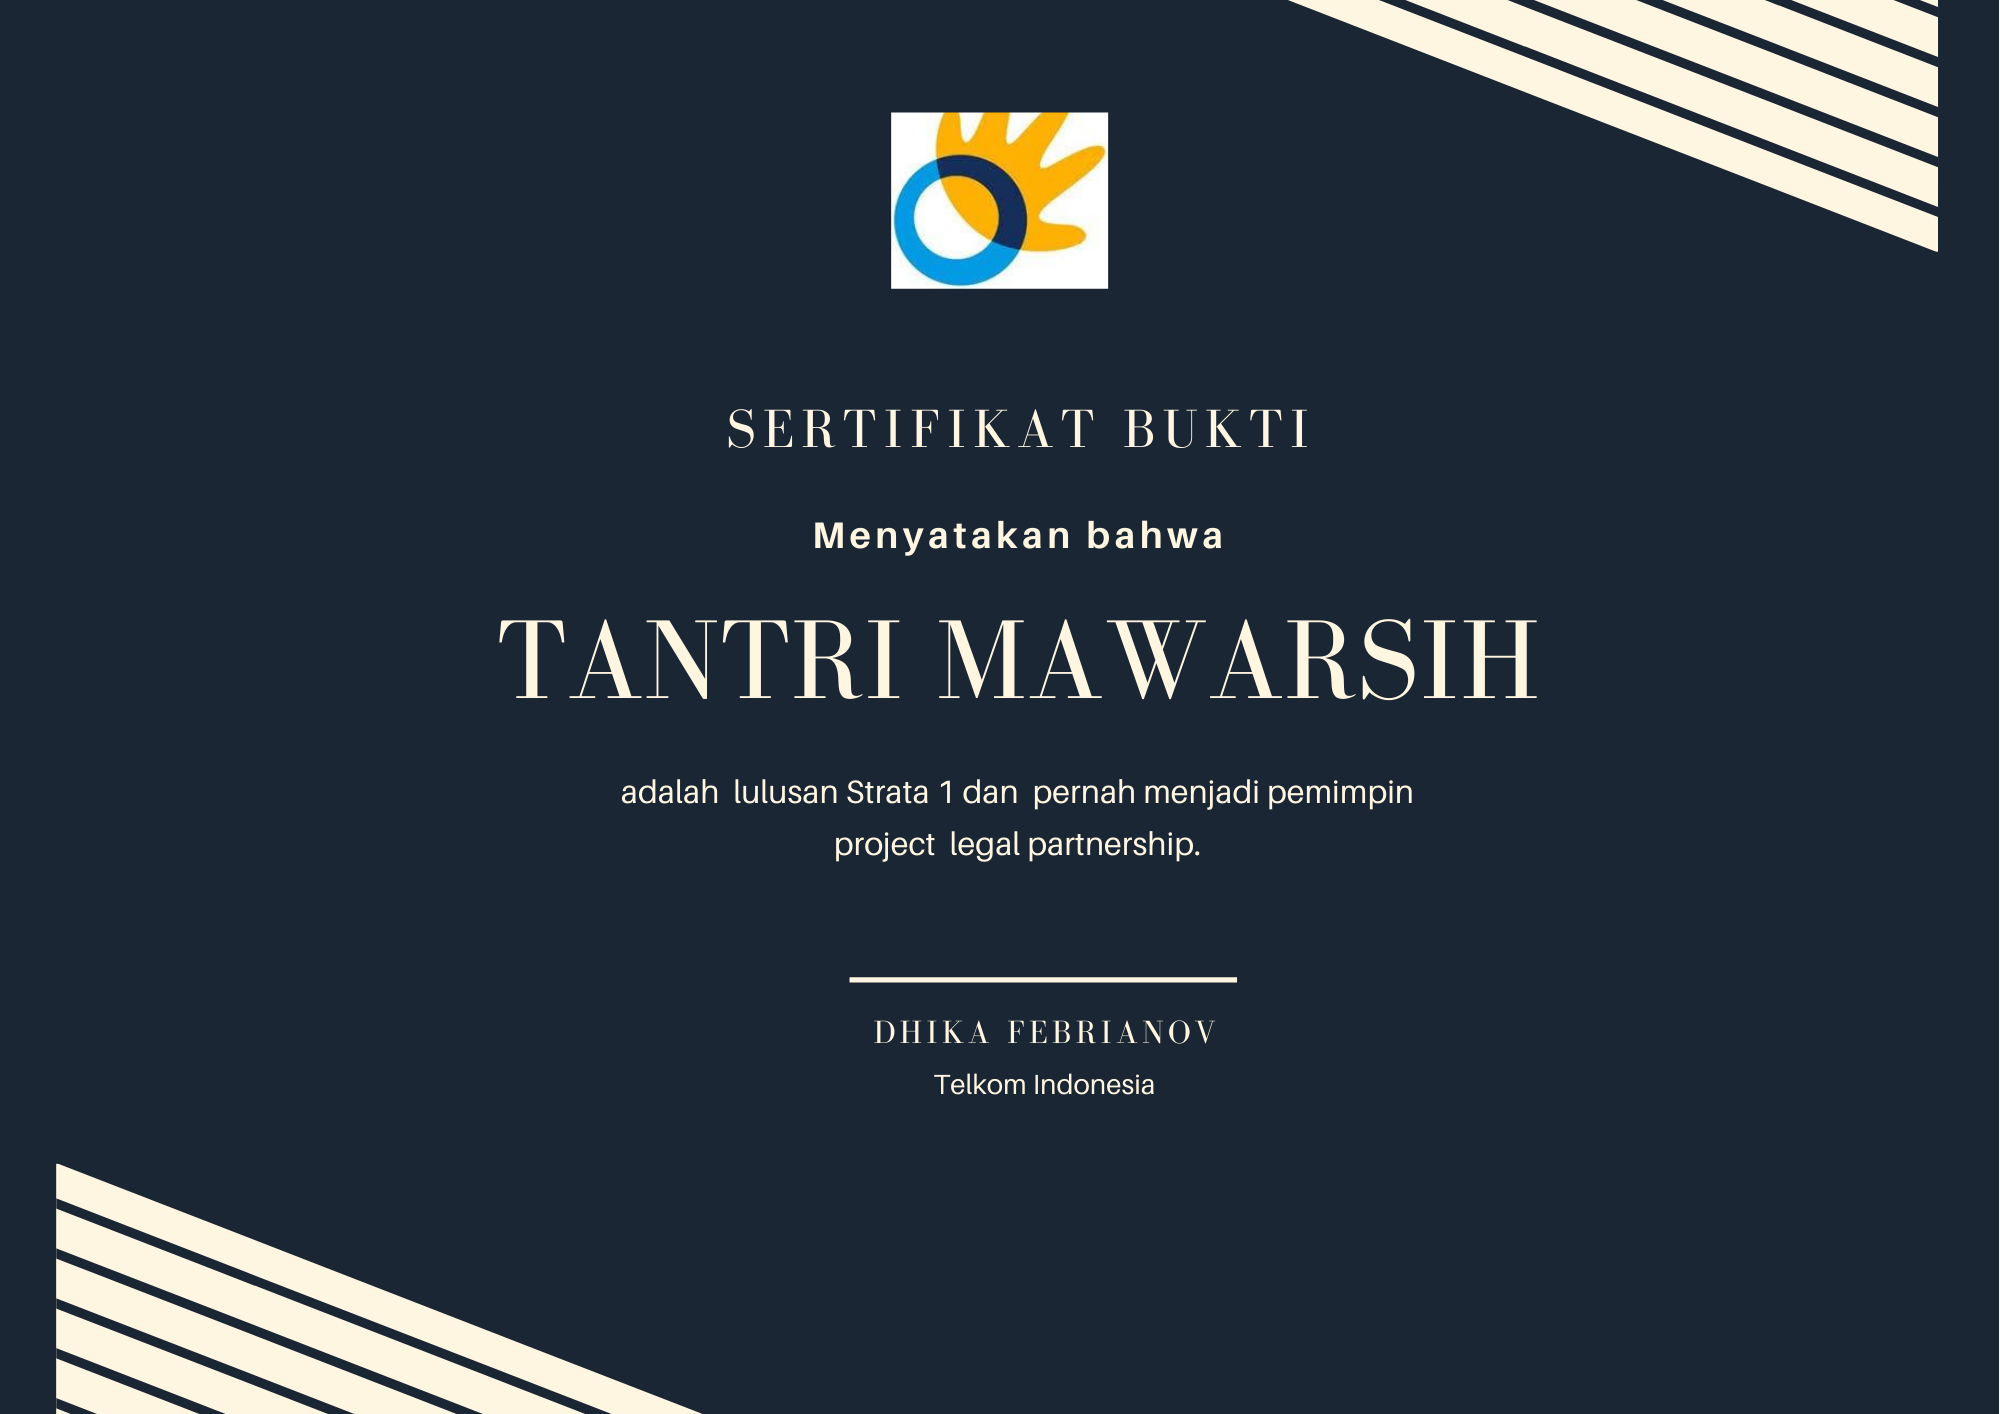 SERTIFIKAT BUKTI
Menyatakan bahwa
TANTRI MAWARSIH
adalah lulusan Strata 1 dan pernah menjadi pemimpin
project legal partnership.
DHIKA FEBRIANOV
Telkom Indonesia